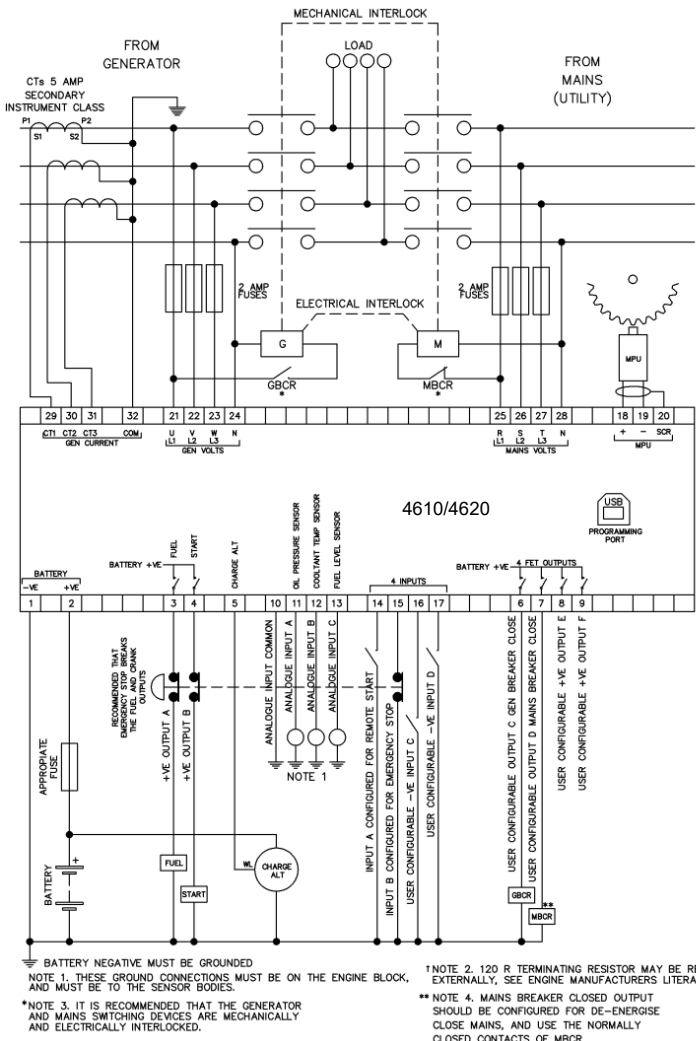 MECHANICAL INTERLOCK
FROM
GENERATOR
LOAD
FROM
MAINS
(UTILITY)
CTs 5 AMP
SECONDARY
INSTRUMENT CLASS
P1
P2
S1
S2
2 AMP
FUSES
2 AMP
FUSES
ELECTRICAL INTERLOCK
G
M
GBCR
*
MBCR
*
MPU
29 30 31 32 21 22 23 24 25 26 27 28 18 19 20
CT1 CT2 CT3 COM
GEN CURRENT
U V W N
L1 L2 L3
GEN VOLTS
R S T N
L1 L2 L3
MAINS VOLTS
+ - SCR
MPU
4610/4620
USB
PROGRAMMING
PORT
BATTERY
-VE +VE
BATTERY +VE
FUEL
START
CHARGE ALT
OIL PRESSURE SENSOR
COOLTANT TEMP SENSOR
FUEL LEVEL SENSOR
4 INPUTS
BATTERY +VE
4 FET OUTPUTS
1 2 3 4 5 10 11 12 13 14 15 16 17 6 7 8 9
RECOMMENDED THAT
EMERGENCY STOP BREAKS
THE FUEL AND CRANK
OUTPUTS
APPROPIATE
FUSE
+VE OUTPUT A
+VE OUTPUT B
ANALOGUE INPUT COMMON
ANALOGUE INPUT A
ANALOGUE INPUT B
ANALOGUE INPUT C
NOTE 1
INPUT A CONFIGURED FOR REMOTE START
INPUT B CONFIGURED FOR EMERGENCY STOP
USER CONFIGURABLE -VE INPUT C
USER CONFIGURABLE -VE INPUT D
USER CONFIGURABLE OUTPUT C GEN BREAKER CLOSE
USER CONFIGURABLE OUTPUT D MAINS BREAKER CLOSE
USER CONFIGURABLE +VE OUTPUT E
USER CONFIGURABLE +VE OUTPUT F
BATTERY
+
FUEL
START
WL
CHARGE
ALT
GBCR
**
MBCR
BATTERY NEGATIVE MUST BE GROUNDED
NOTE 1. THESE GROUND CONNECTIONS MUST BE ON THE ENGINE BLOCK,
AND MUST BE TO THE SENSOR BODIES.
*NOTE 3. IT IS RECOMMENDED THAT THE GENERATOR
AND MAINS SWITCHING DEVICES ARE MECHANICALLY
AND ELECTRICALLY INTERLOCKED.
†NOTE 2. 120 R TERMINATING RESISTOR MAY BE
EXTERNALLY, SEE ENGINE MANUFACTURERS
** NOTE 4. MAINS BREAKER CLOSED OUTPUT
SHOULD BE CONFIGURED FOR DE-ENERGISE
CLOSE MAINS, AND USE THE NORMALLY
CLOSED CONTACTS OF MBCR